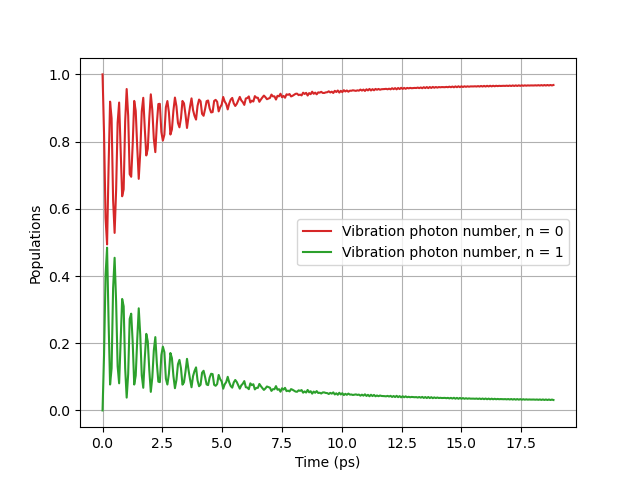 1.0
0.8
0.6
0.4
0.2
0.0
Populations
Vibration photon number, n = 0
Vibration photon number, n = 1
0.0 2.5 5.0 7.5 10.0 12.5 15.0 17.5
Time (ps)